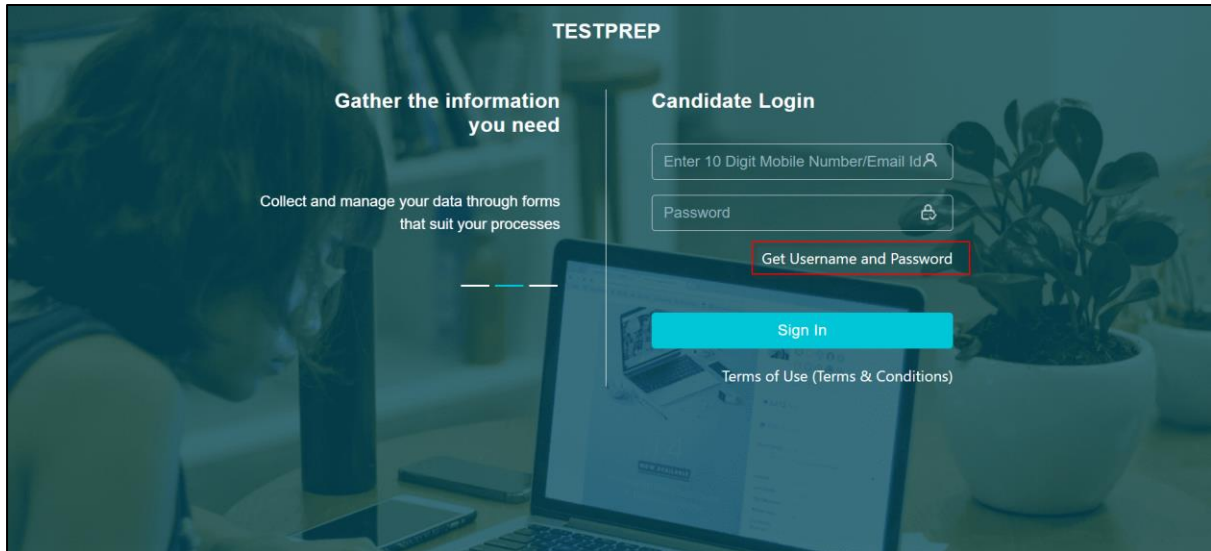 TESTPREP
Gather the information
you need
Collect and manage your data through forms
that suit your processes
Candidate Login
Enter 10 Digit Mobile Number/Email Id
Password
Get Username and Password
Sign In
Terms of Use (Terms & Conditions)